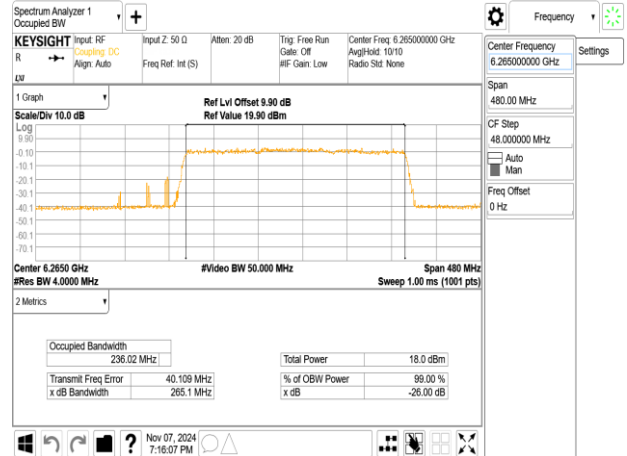 Spectrum Analyzer 1
Occupied BW
Frequency
KEYSIGHT Input: RF Input Z: 50 Ω Atten: 20 dB Trig: Free Run Center Freq: 6.265000000 GHz
R Coupling: DC Gate: Off Avg|Hold: 10/10
Align: Auto Freq Ref: Int (S) #IF Gain: Low Radio Std: None
LXI
Center Frequency
6.265000000 GHz
Settings
Span
480.00 MHz
CF Step
48.000000 MHz
Auto
Man
Freq Offset
0 Hz
1 Graph
Ref Lvl Offset 9.90 dB
Scale/Div 10.0 dB Ref Value 19.90 dBm
Log
9.90
-0.10
-10.1
-20.1
-30.1
-40.1
-50.1
-60.1
-70.1
Center 6.2650 GHz #Video BW 50.000 MHz Span 480 MHz
#Res BW 4.0000 MHz Sweep 1.00 ms (1001 pts)
2 Metrics
Occupied Bandwidth
236.02 MHz Total Power 18.0 dBm
Transmit Freq Error 40.109 MHz % of OBW Power 99.00 %
x dB Bandwidth 265.1 MHz x dB -26.00 dB
? Nov 07, 2024
7:16:07 PM